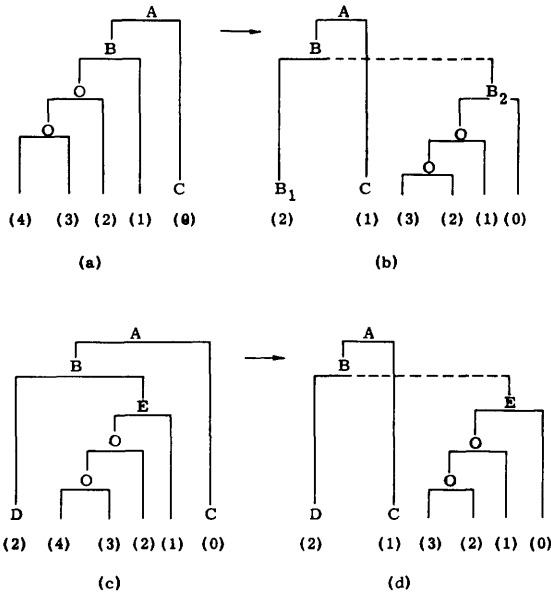 A
B
O
O
C
(4) (3) (2) (1) (0)
(a)
A
B
B2
O
O
B1 C
(2) (1) (3) (2) (1) (0)
(b)
A
B
E
O
O
D C
(2) (4) (3) (2) (1) (0)
(c)
A
B
E
O
O
D C
(2) (1) (3) (2) (1) (0)
(d)